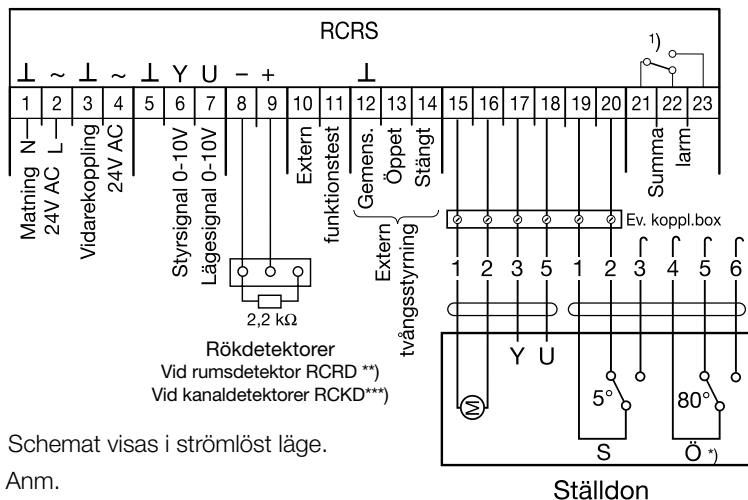 RCRS
⊥ ~ ⊥ ~ ⊥ Y U − + ⊥ 1)
1 2 3 4 5 6 7 8 9 10 11 12 13 14 15 16 17 18 19 20 21 22 23
Matning N
24V AC L
Vidarekoppling
24V AC
Styrsignal 0-10V
Lägesignal 0-10V
Extern
funktionstest
Gemens.
Öppet
Stängt
Extern
tvångsstyrning
Summa
larm
Ev. koppl.box
1 2 3 5 1 2 3 4 5 6
2,2 kΩ
Rökdetektorer
Vid rumsdetektor RCRD **)
Vid kanaldetektorer RCKD***)
Y U
M
5° 80°
S Ö *)
Ställdon
Schemat visas i strömlöst läge.
Anm.